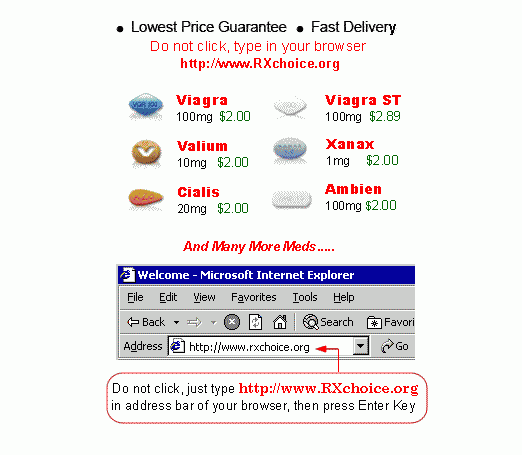 • Lowest Price Guarantee • Fast Delivery
Do not click, type in your browser
http://www.RXchoice.org
Viagra
100mg $2.00
Viagra ST
100mg $2.89
Valium
10mg $2.00
Xanax
1mg $2.00
Cialis
20mg $2.00
Ambien
100mg $2.00
And Many More Meds.....
Welcome - Microsoft Internet Explorer
File Edit View Favorites Tools Help
Back Search Favori
Address http://www.rxchoice.org Go
Do not click, just type http://www.RXchoice.org
in address bar of your browser, then press Enter Key